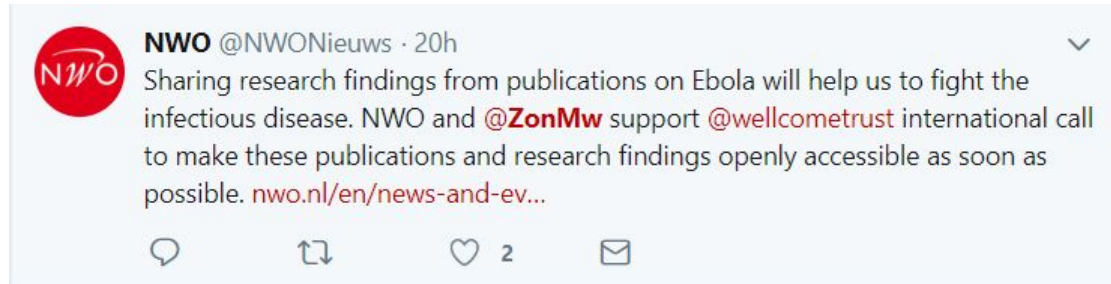 NWO
NWO @NWONieuws · 20h
Sharing research findings from publications on Ebola will help us to fight the
infectious disease. NWO and @ZonMw support @wellcometrust international call
to make these publications and research findings openly accessible as soon as
possible. nwo.nl/en/news-and-ev...
2